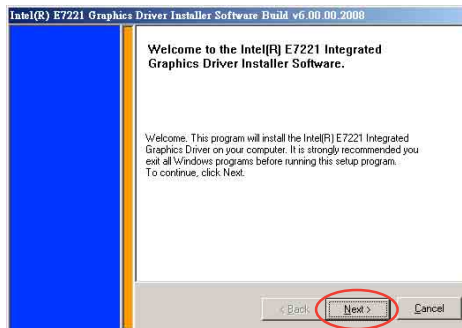 Intel(R) E7221 Graphics Driver Installer Software Build v6.00.00.2008
Welcome to the Intel(R) E7221 Integrated
Graphics Driver Installer Software.
Welcome. This program will install the Intel(R) E7221 Integrated
Graphics Driver on your computer. It is strongly recommended you
exit all Windows programs before running this setup program.
To continue, click Next.
< Back
Next >
Cancel